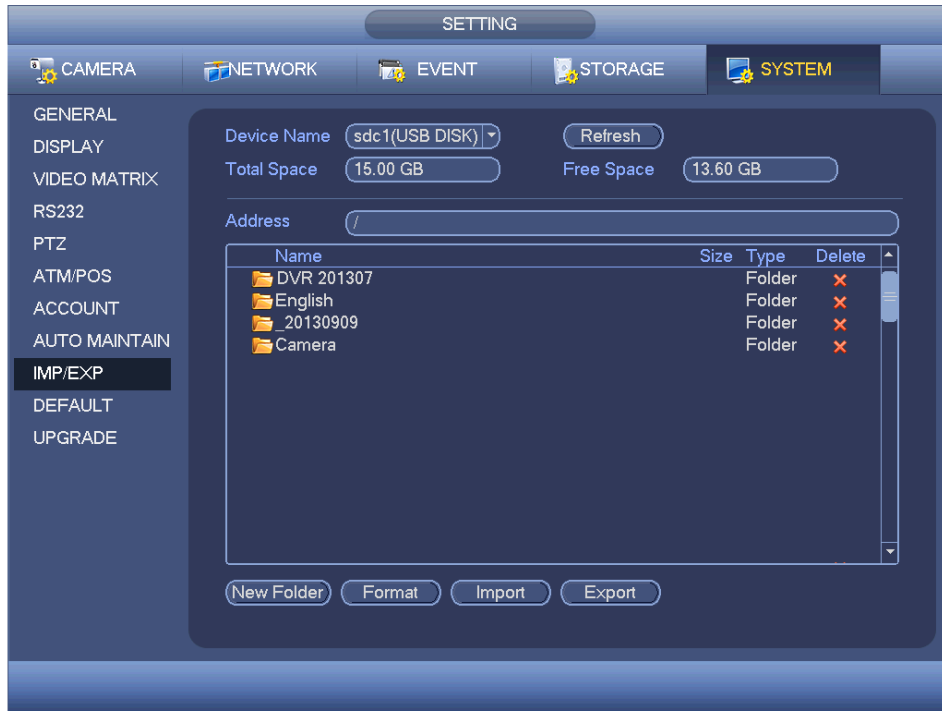 SETTING
CAMERA NETWORK EVENT STORAGE SYSTEM
GENERAL
DISPLAY
VIDEO MATRIX
RS232
PTZ
ATM/POS
ACCOUNT
AUTO MAINTAIN
IMP/EXP
DEFAULT
UPGRADE
Device Name sdc1(USB DISK) Refresh
Total Space 15.00 GB Free Space 13.60 GB
Address /
Name Size Type Delete
DVR 201307 Folder
English Folder
_20130909 Folder
Camera Folder
New Folder Format Import Export